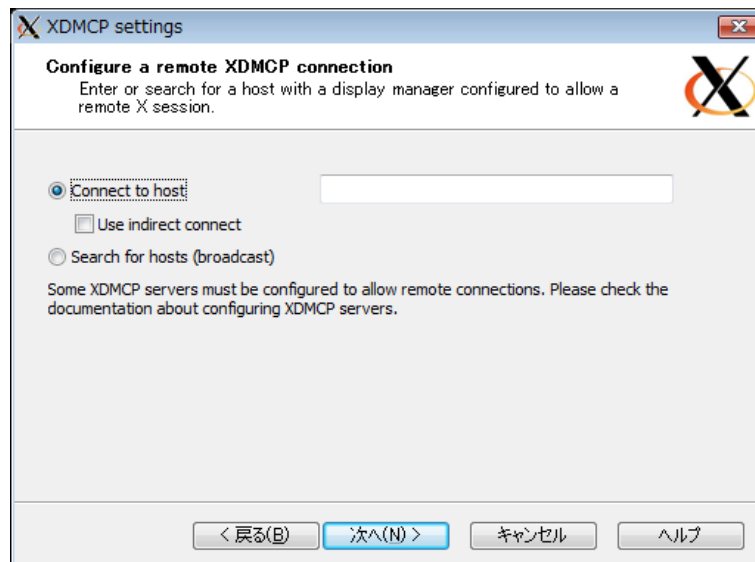 XDMCP settings
Configure a remote XDMCP connection
Enter or search for a host with a display manager configured to allow a
remote X session.
Connect to host
Use indirect connect
Search for hosts (broadcast)
Some XDMCP servers must be configured to allow remote connections. Please check the
documentation about configuring XDMCP servers.
< 戻る(B) 次へ(N) > キャンセル ヘルプ